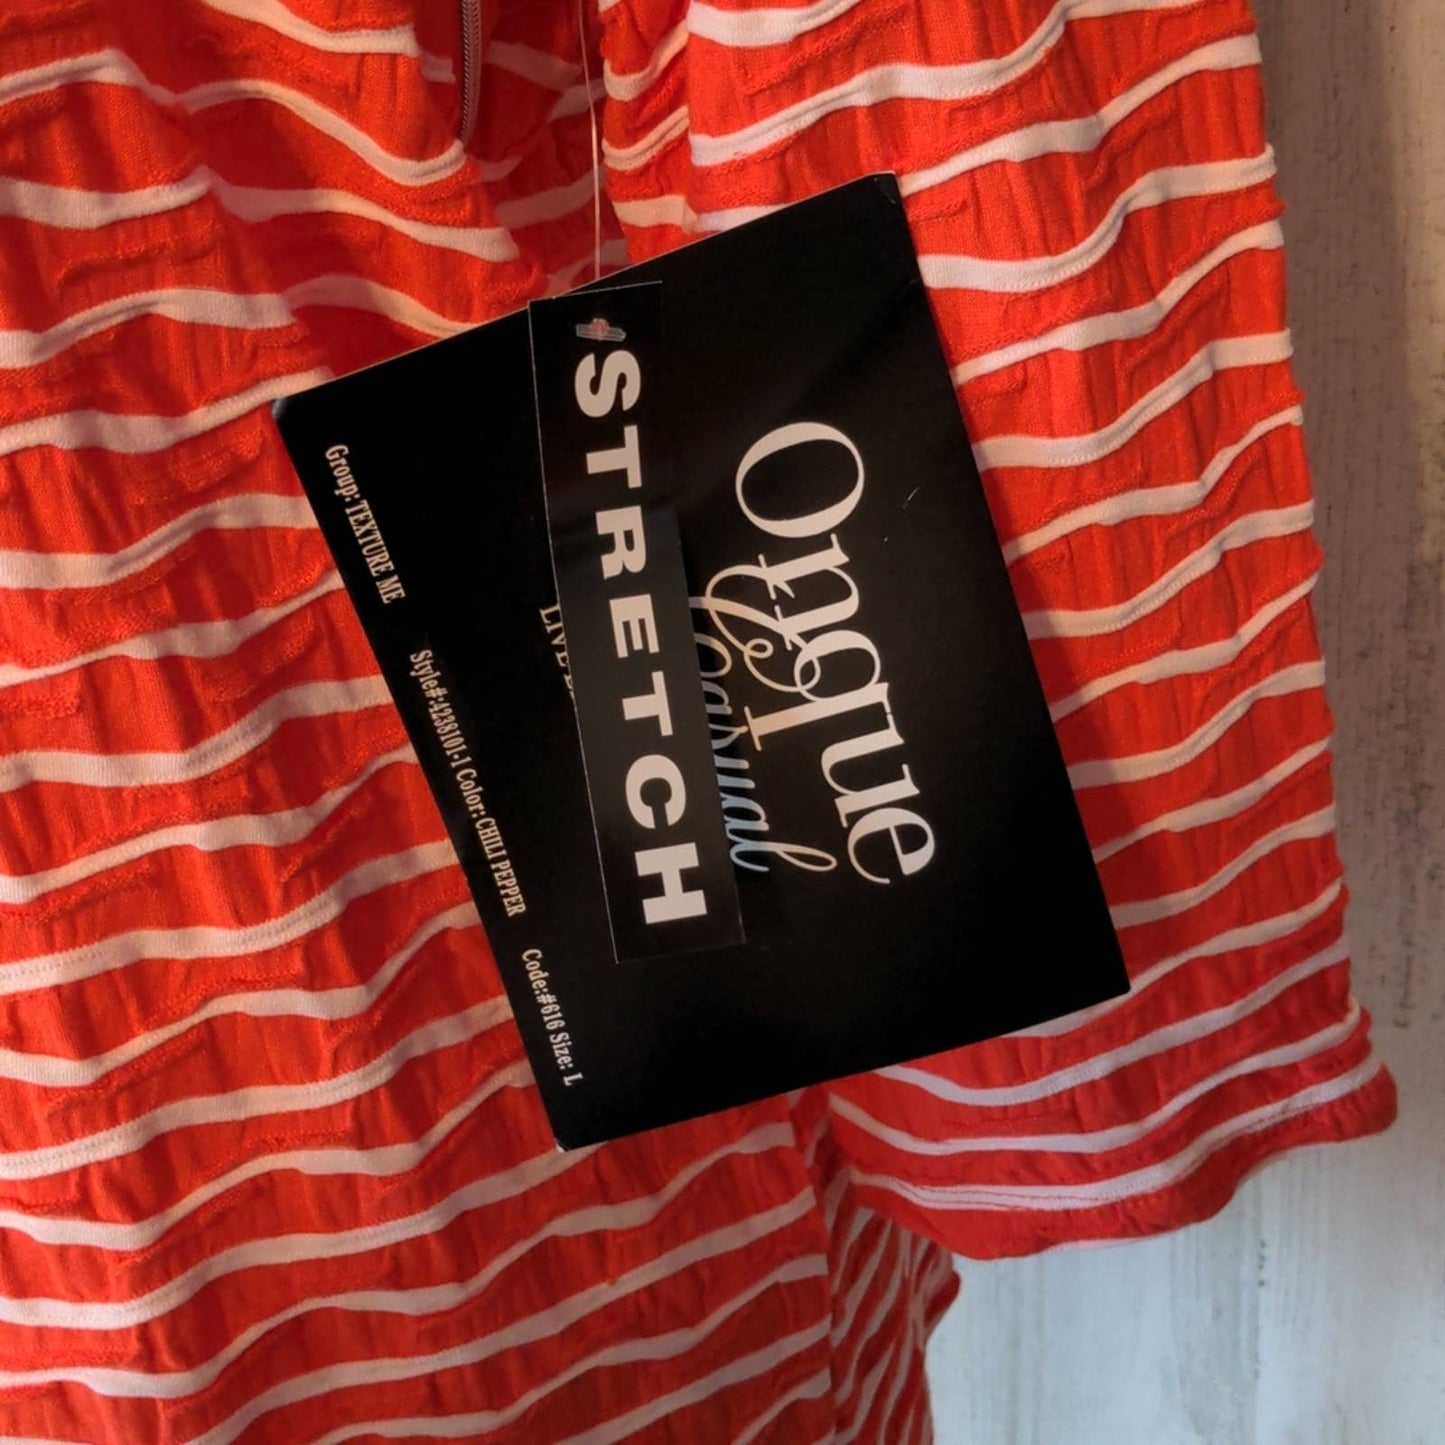 Onque
Casual
STRETCH
Group: TEXTURE ME
Style#:4238101-1 Color: CHILI PEPPER
Code:#616 Size: L